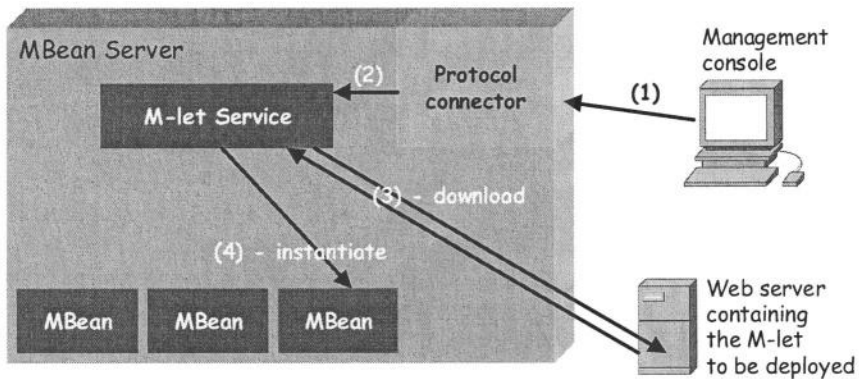 MBean Server
Management
console
(2)
Protocol
connector
(1)
M-let Service
(3) - download
(4) - instantiate
MBean
MBean
MBean
Web server
containing
the M-let
to be deployed